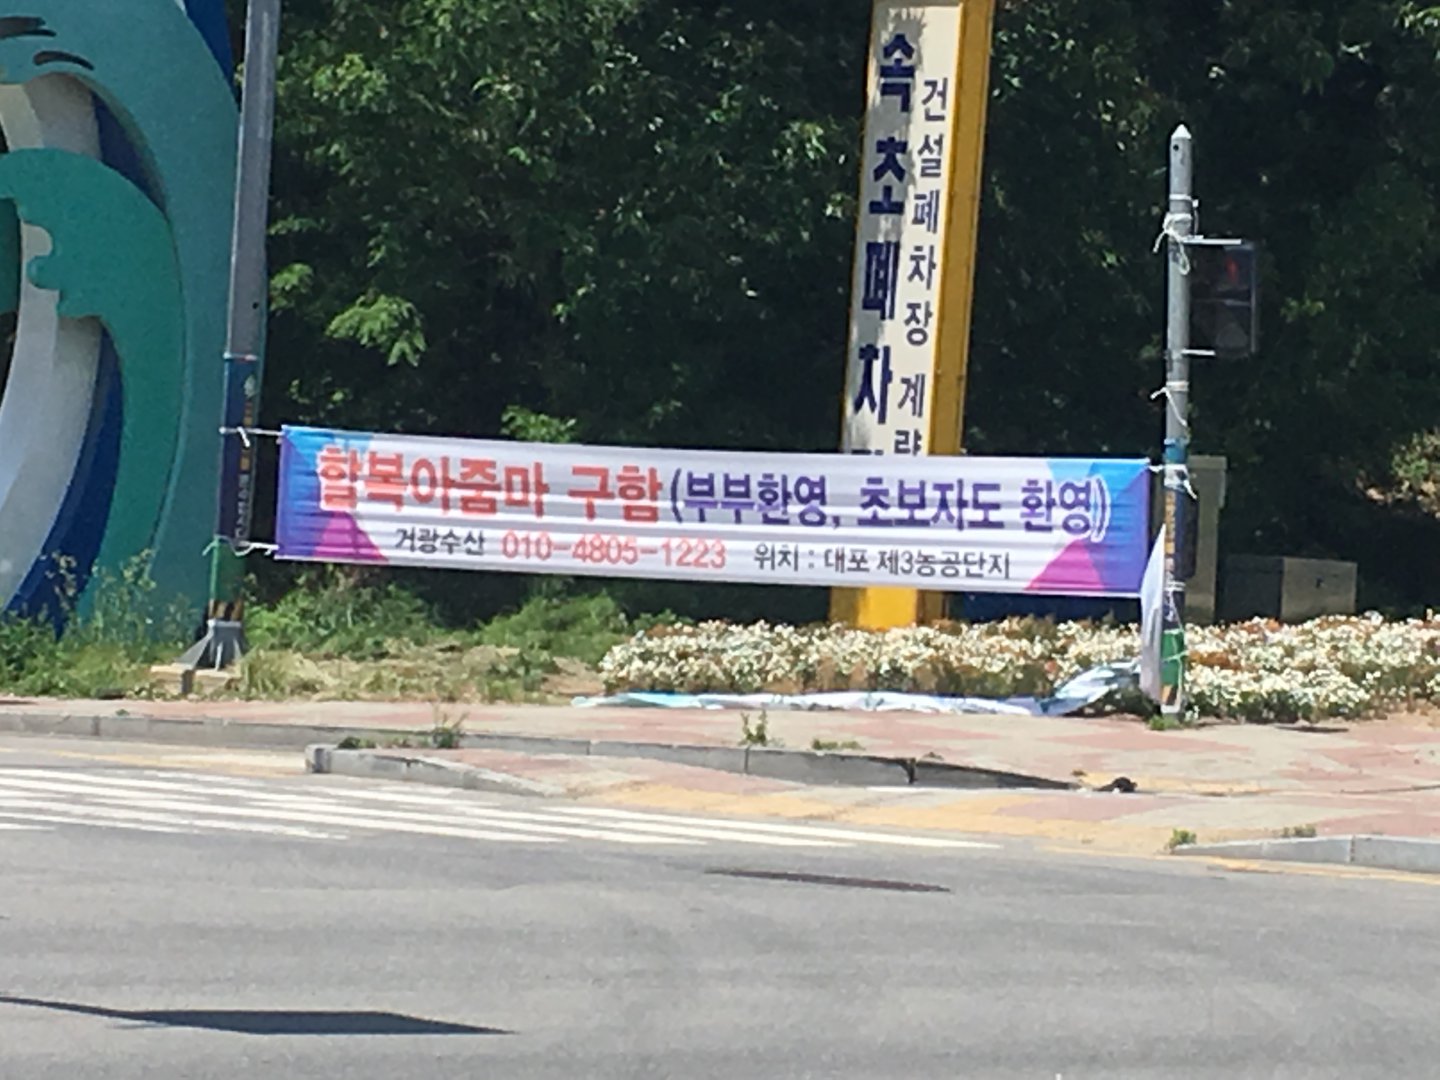 속초폐차
건설폐차장 계량
할복아줌마 구함(부부환영, 초보자도 환영)
거랑수산 010-4805-1223 위치 : 대포 제3농공단지